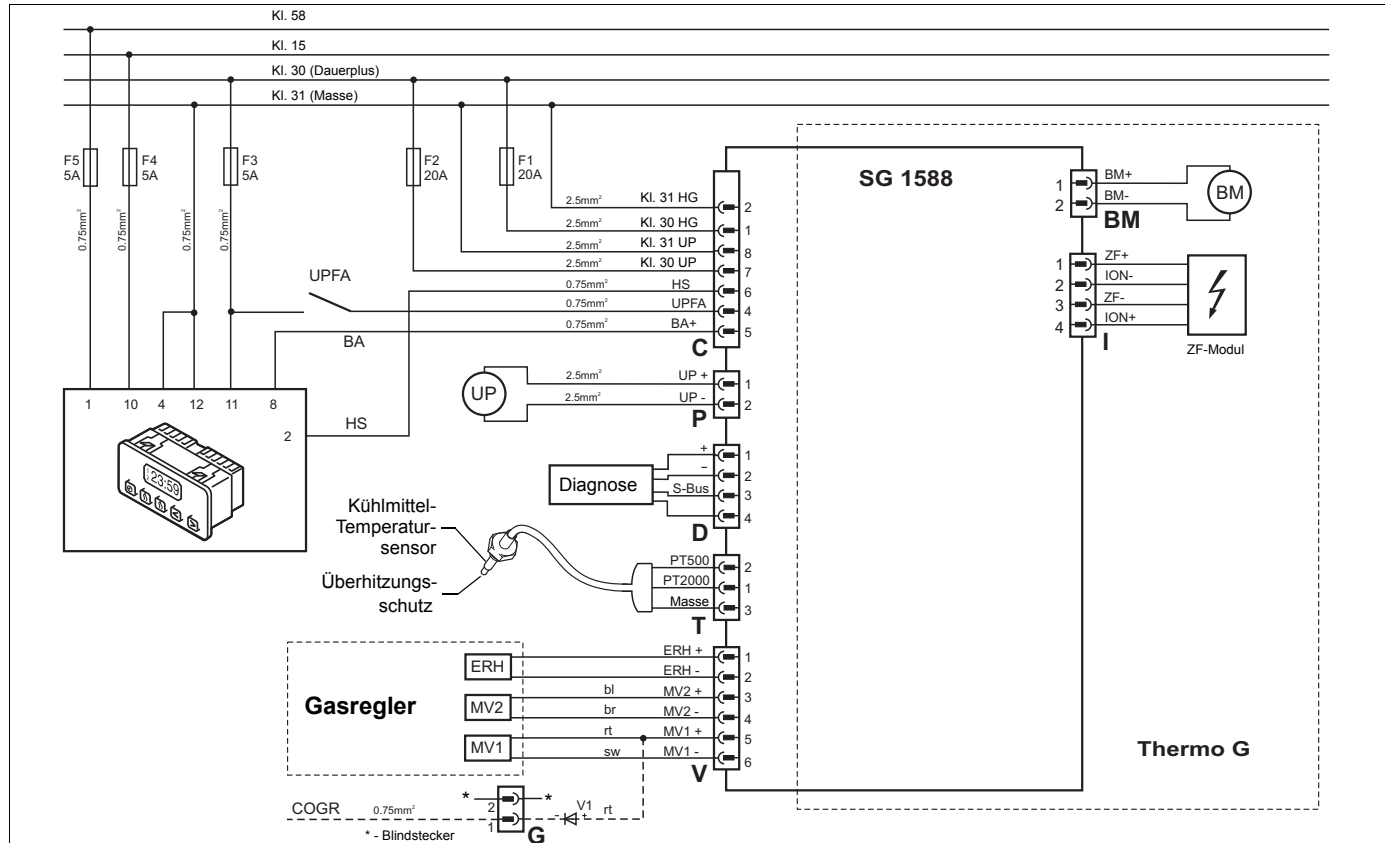 Kl. 58
Kl. 15
Kl. 30 (Dauerplus)
Kl. 31 (Masse)
F5
5A
F4
5A
F3
5A
F2
20A
F1
20A
0.75mm²
0.75mm²
0.75mm²
0.75mm²
SG 1588
Thermo G
2.5mm² Kl. 31 HG 2
2.5mm² Kl. 30 HG 1
2.5mm² Kl. 31 UP 8
2.5mm² Kl. 30 UP 7
0.75mm² HS 6
UPFA 0.75mm² UPFA 4
BA 0.75mm² BA+ 5
C
1 10 4 12 11 8
2 HS
23:59
UP 2.5mm² UP + 1
2.5mm² UP - 2
P
Diagnose
+ 1
– 2
S-Bus 3
4
D
Kühlmittel-
Temperatur-
sensor
Überhitzungs-
schutz
PT500 2
PT2000 1
Masse 3
T
Gasregler
ERH ERH + 1
ERH - 2
MV2 bl MV2 + 3
br MV2 - 4
MV1 rt MV1 + 5
sw MV1 - 6
V
COGR 0.75mm²
* 2 *
1 G
- V1 + rt
* - Blindstecker
1 BM+
2 BM-
BM
BM
1 ZF+
2 ION-
3 ZF-
4 ION+
I
ZF-Modul